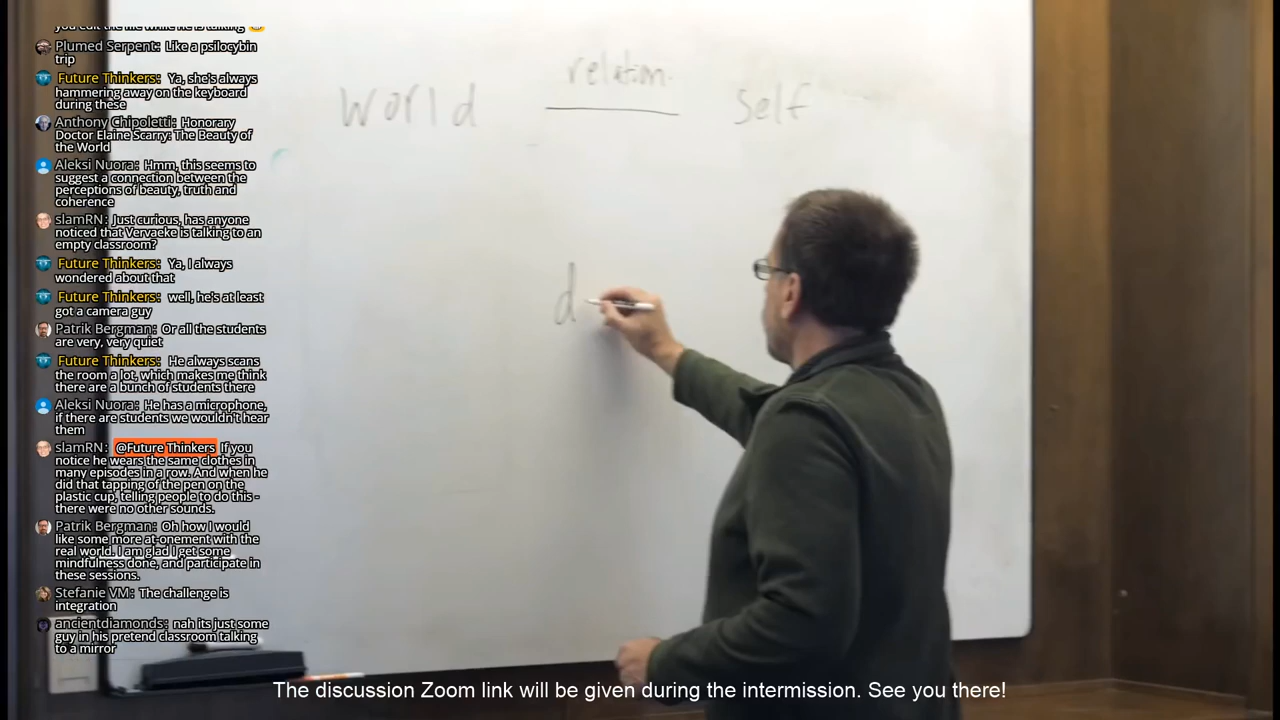 Plumed Serpent: Like a psilocybin
trip
Future Thinkers: Ya, she's always
hammering away on the keyboard
during these
Anthony Chipoletti: Honorary
Doctor Elaine Scarry: The Beauty of
the World
Aleksi Nuora: Hmm, this seems to
suggest a connection between the
perceptions of beauty, truth and
coherence
slamRN: Just curious, has anyone
noticed that Vervaeke is talking to an
empty classroom?
Future Thinkers: Ya, I always
wondered about that
Future Thinkers: well, he's at least
got a camera guy
Patrik Bergman: Or all the students
are very, very quiet
Future Thinkers: He always scans
the room a lot, which makes me think
there are a bunch of students there
Aleksi Nuora: He has a microphone,
if there are students we wouldn't hear
them
slamRN: @Future Thinkers If you
notice he wears the same clothes in
many episodes in a row. And when he
did that tapping of the pen on the
plastic cup, telling people to do this -
there were no other sounds.
Patrik Bergman: Oh how I would
like some more at-onement with the
real world. I am glad I get some
mindfulness done, and participate in
these sessions.
Stefanie VM: The challenge is
integration
ancientdiamonds: nah its just some
guy in his pretend classroom talking
to a mirror
relation
World self
d
The discussion Zoom link will be given during the intermission. See you there!